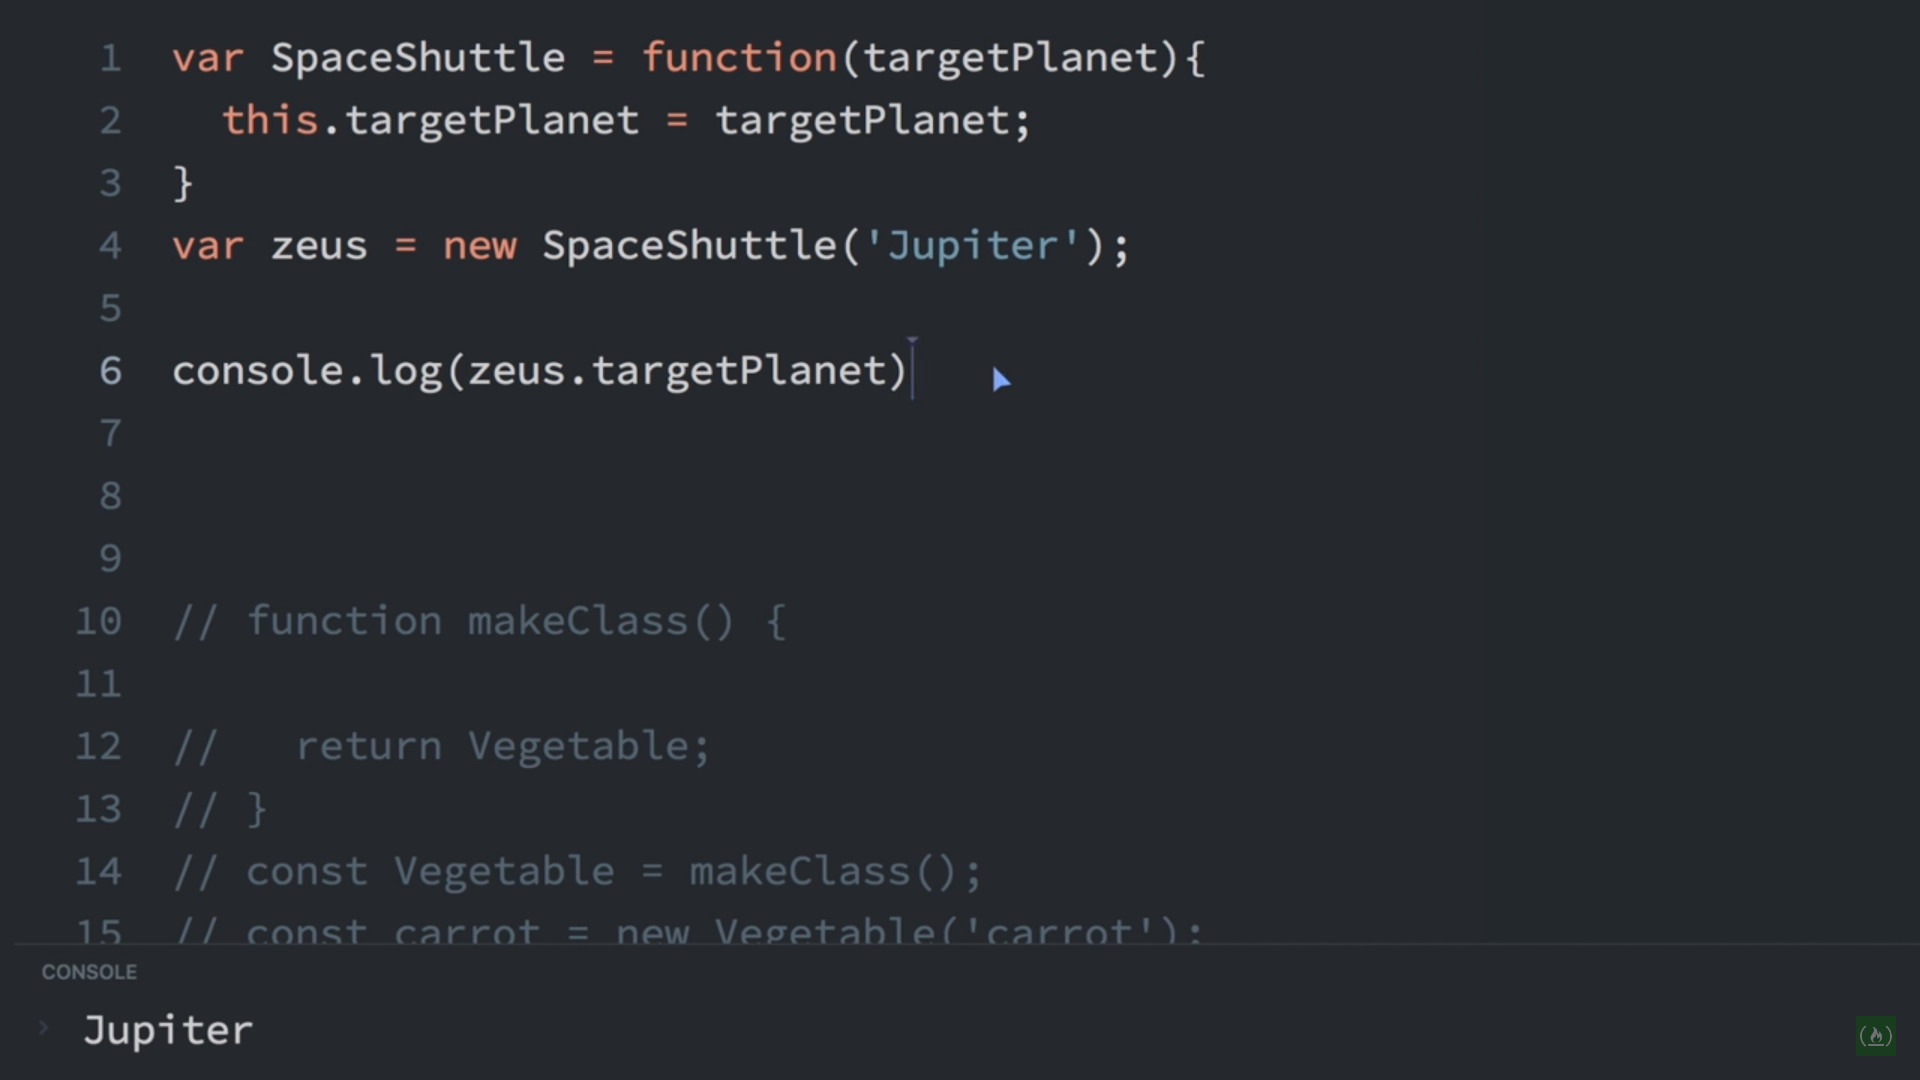 1 var SpaceShuttle = function(targetPlanet){
2 this.targetPlanet = targetPlanet;
3 }
4 var zeus = new SpaceShuttle('Jupiter');
5
6 console.log(zeus.targetPlanet)
7
8
9
10 // function makeClass() {
11
12 // return Vegetable;
13 // }
14 // const Vegetable = makeClass();
15 // const carrot = new Vegetable('carrot');
CONSOLE
› Jupiter